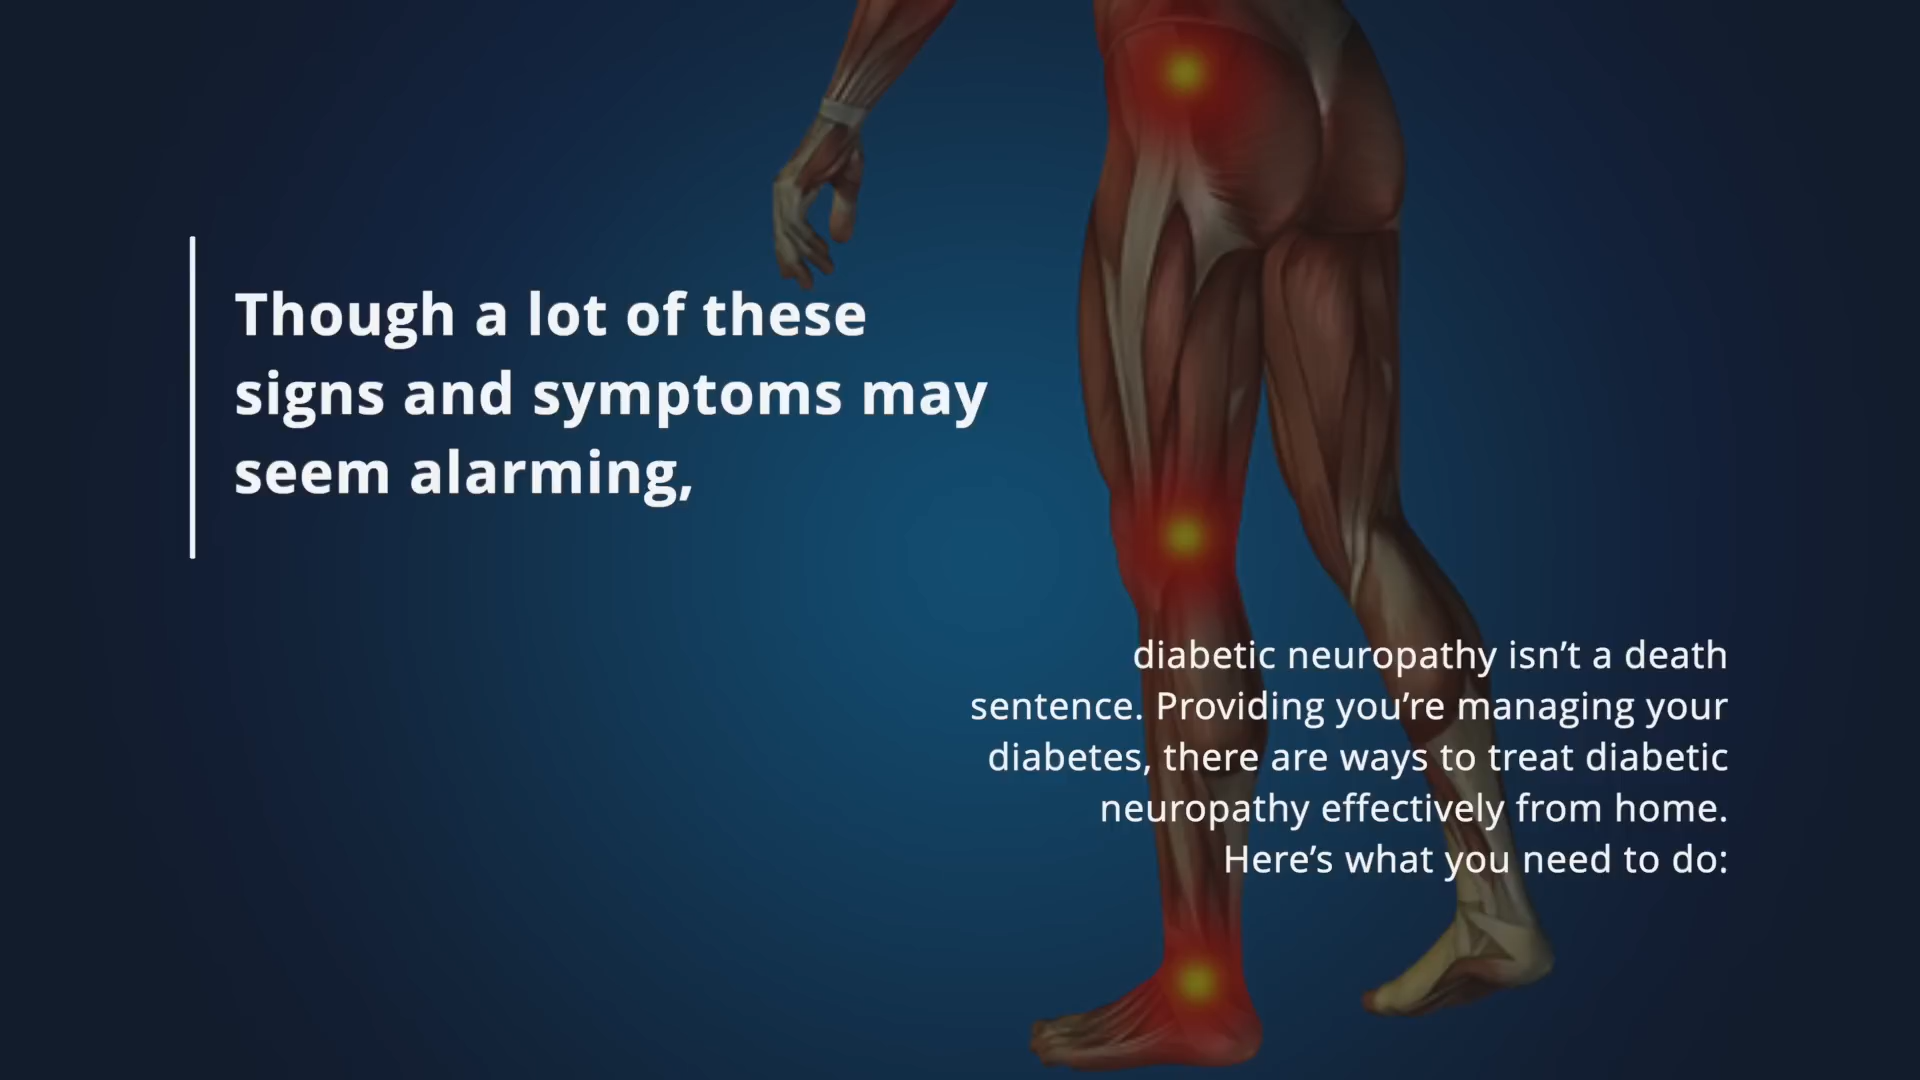 Though a lot of these
signs and symptoms may
seem alarming,
diabetic neuropathy isn’t a death
sentence. Providing you’re managing your
diabetes, there are ways to treat diabetic
neuropathy effectively from home.
Here’s what you need to do: